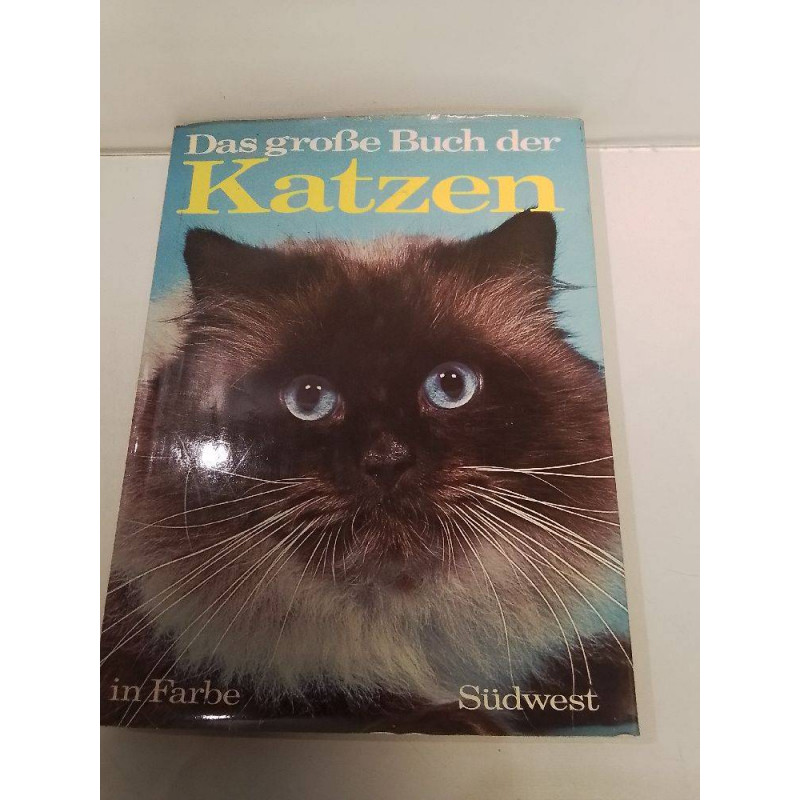 Das große Buch der
Katzen
in Farbe
Südwest